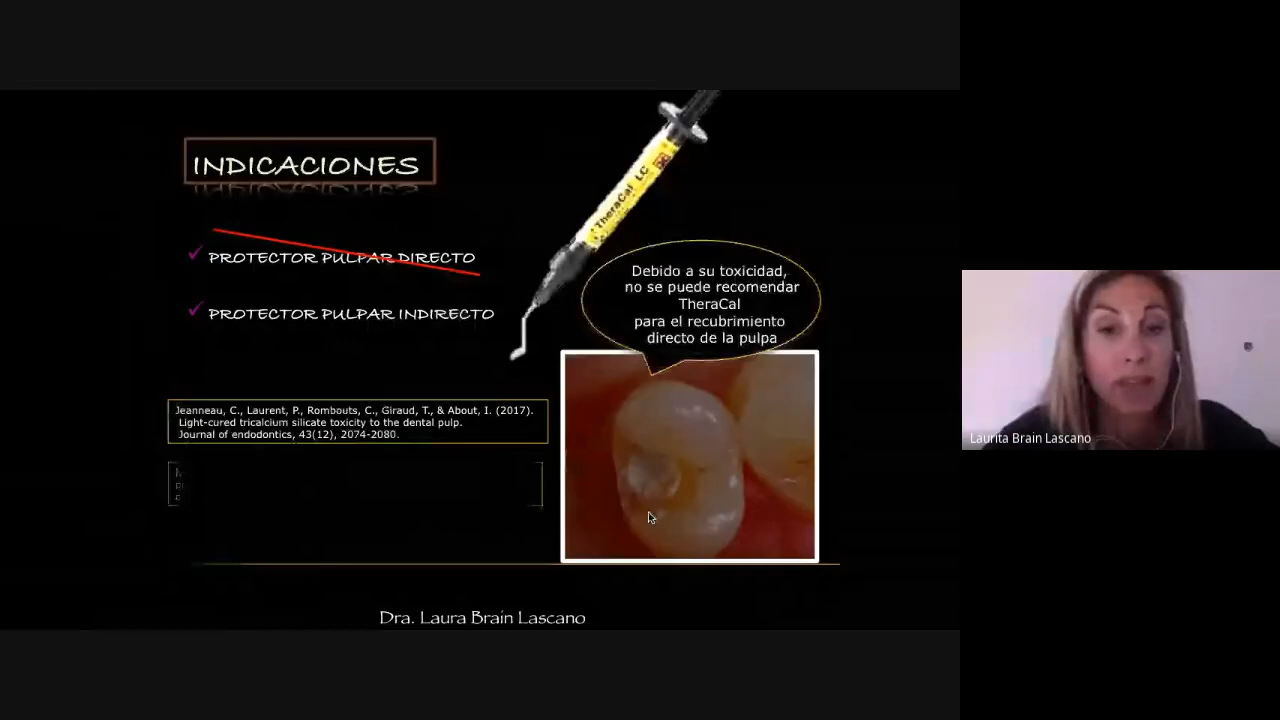 INDICACIONES
TheraCal LC
✓ PROTECTOR PULPAR DIRECTO
✓ PROTECTOR PULPAR INDIRECTO
Debido a su toxicidad,
no se puede recomendar
TheraCal
para el recubrimiento
directo de la pulpa
Jeanneau, C., Laurent, P., Rombouts, C., Giraud, T., & About, I. (2017).
Light-cured tricalcium silicate toxicity to the dental pulp.
Journal of endodontics, 43(12), 2074-2080.
Dra. Laura Brain Lascano
Laurita Brain Lascano